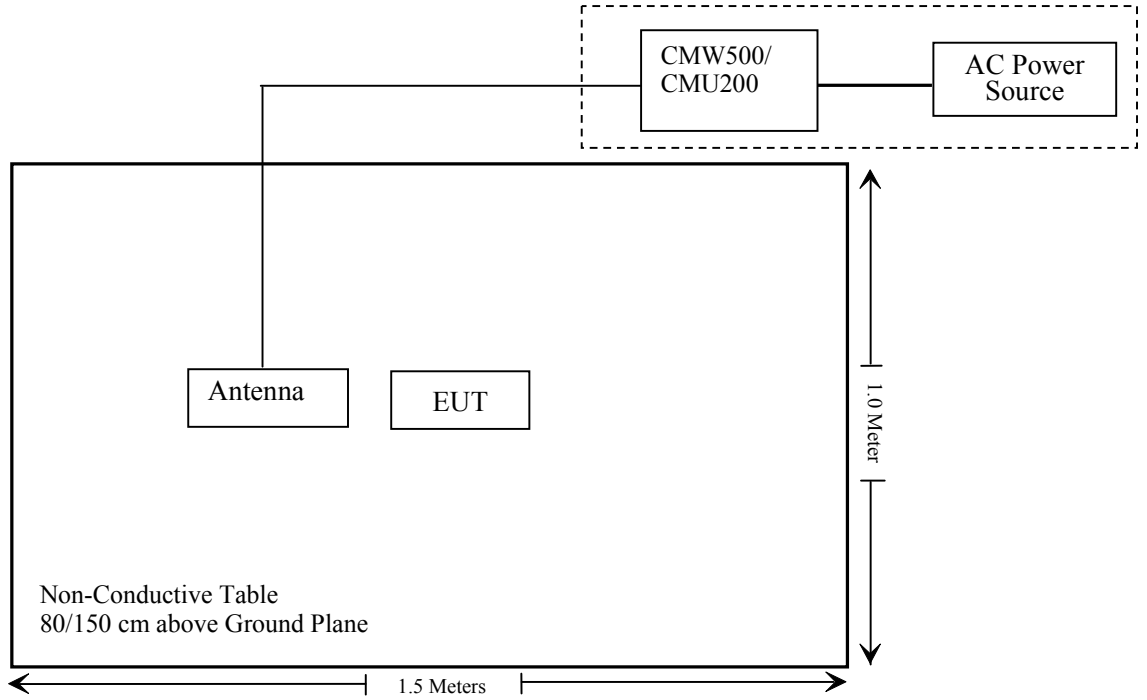 CMW500/
CMU200
AC Power
Source
Antenna
EUT
1.0 Meter
Non-Conductive Table
80/150 cm above Ground Plane
1.5 Meters